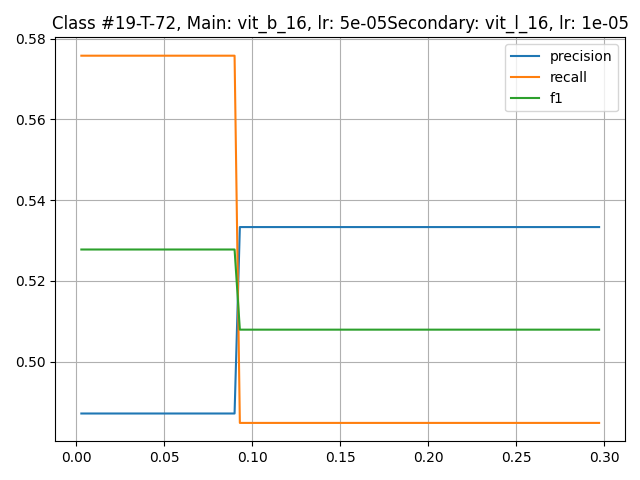 Class #19-T-72, Main: vit_b_16, lr: 5e-05Secondary: vit_l_16, lr: 1e-05
precision
recall
f1
0.58
0.56
0.54
0.52
0.50
0.00 0.05 0.10 0.15 0.20 0.25 0.30